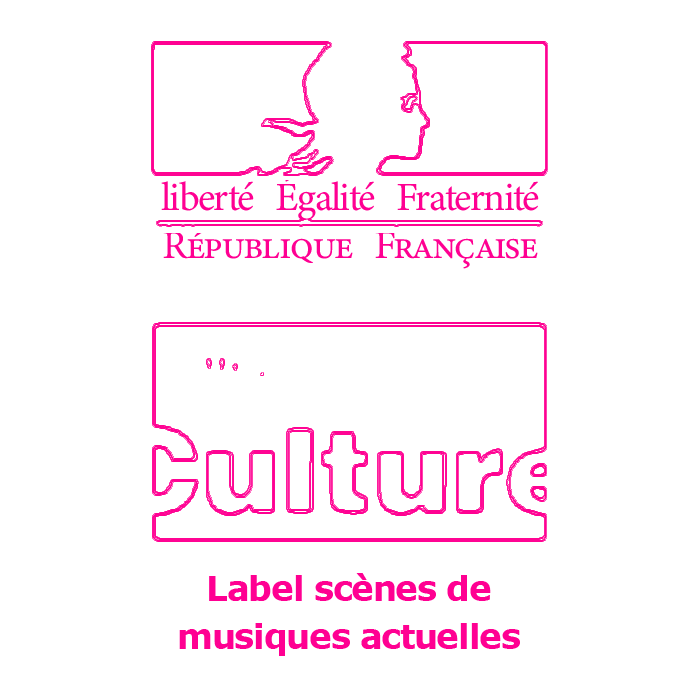 liberté Égalité Fraternité
RÉPUBLIQUE FRANÇAISE
Culture
Label scènes de
musiques actuelles